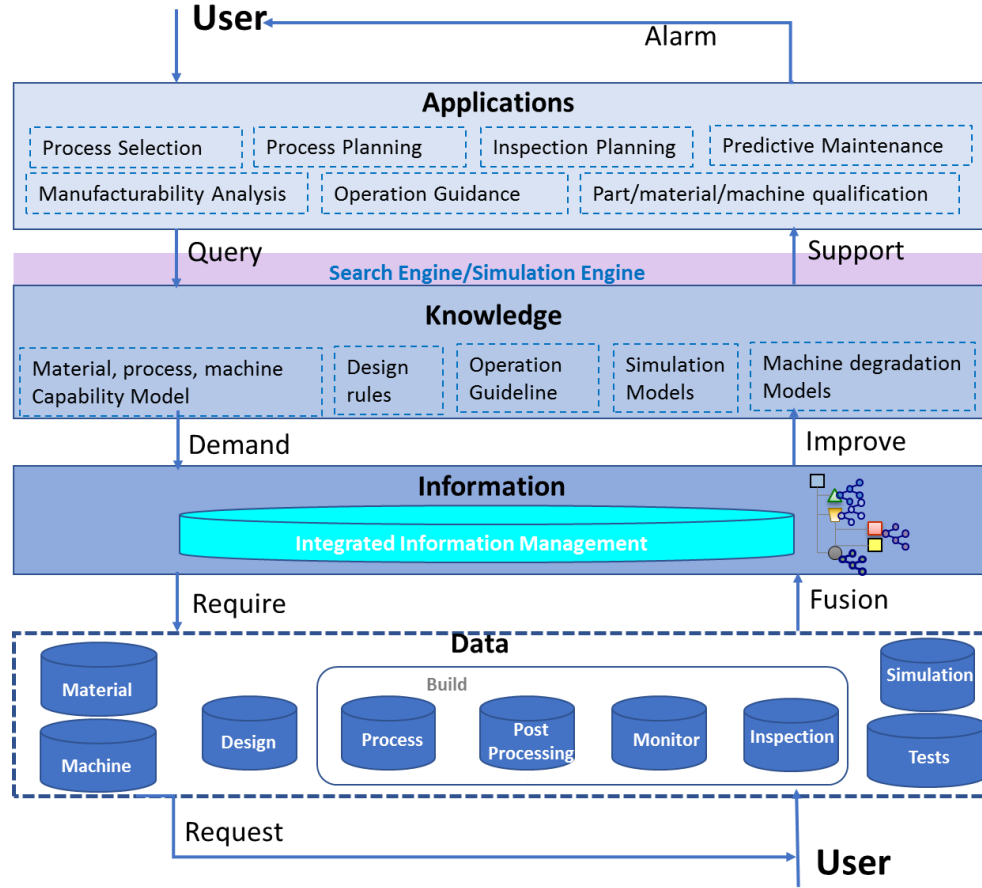 User
Alarm
Applications
Process Selection
Process Planning
Inspection Planning
Predictive Maintenance
Manufacturability Analysis
Operation Guidance
Part/material/machine qualification
Query
Support
Search Engine/Simulation Engine
Knowledge
Material, process, machine
Capability Model
Design
rules
Operation
Guideline
Simulation
Models
Machine degradation
Models
Demand
Improve
Information
Integrated Information Management
Require
Fusion
Data
Material
Machine
Design
Build
Process
Post
Processing
Monitor
Inspection
Simulation
Tests
Request
User